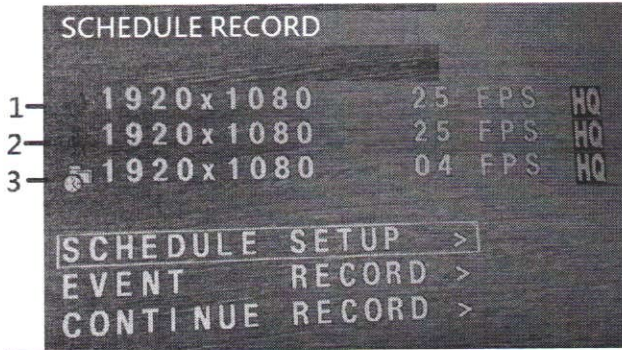 SCHEDULE RECORD
1 1920x1080 25 FPS HQ
2 1920x1080 25 FPS HQ
3 1920x1080 04 FPS HQ
SCHEDULE SETUP >
EVENT RECORD >
CONTINUE RECORD >